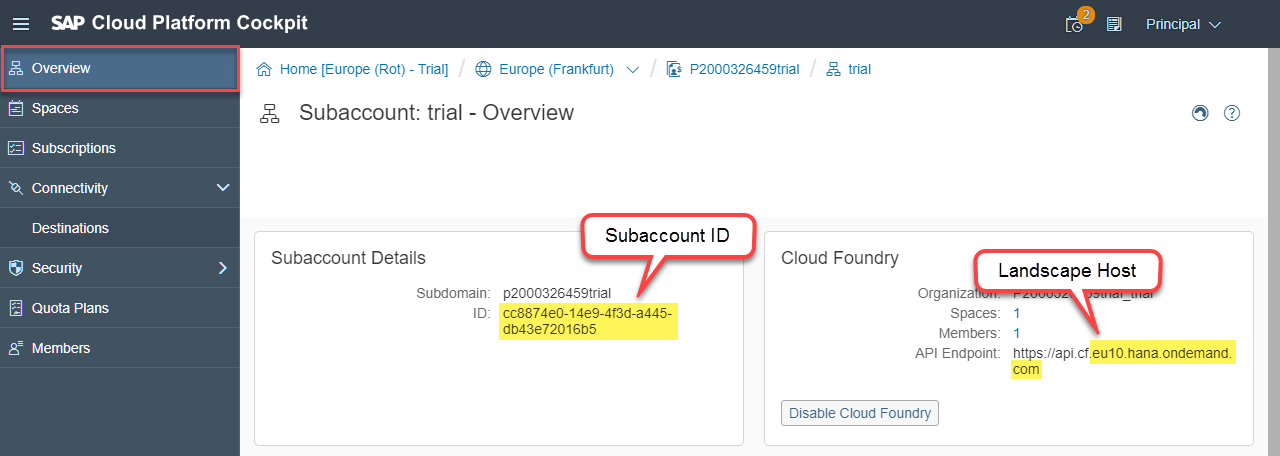 SAP Cloud Platform Cockpit
2
Principal
Overview
Spaces
Subscriptions
Connectivity
Destinations
Security
Quota Plans
Members
Home [Europe (Rot) - Trial] / Europe (Frankfurt) / P2000326459trial / trial
Subaccount: trial - Overview
Subaccount ID
Subaccount Details
Subdomain: p2000326459trial
ID: cc8874e0-14e9-4f3d-a445-
db43e72016b5
Landscape Host
Cloud Foundry
Organization: P2000326459trial_trial
Spaces: 1
Members: 1
API Endpoint: https://api.cf.eu10.hana.ondemand.
com
Disable Cloud Foundry